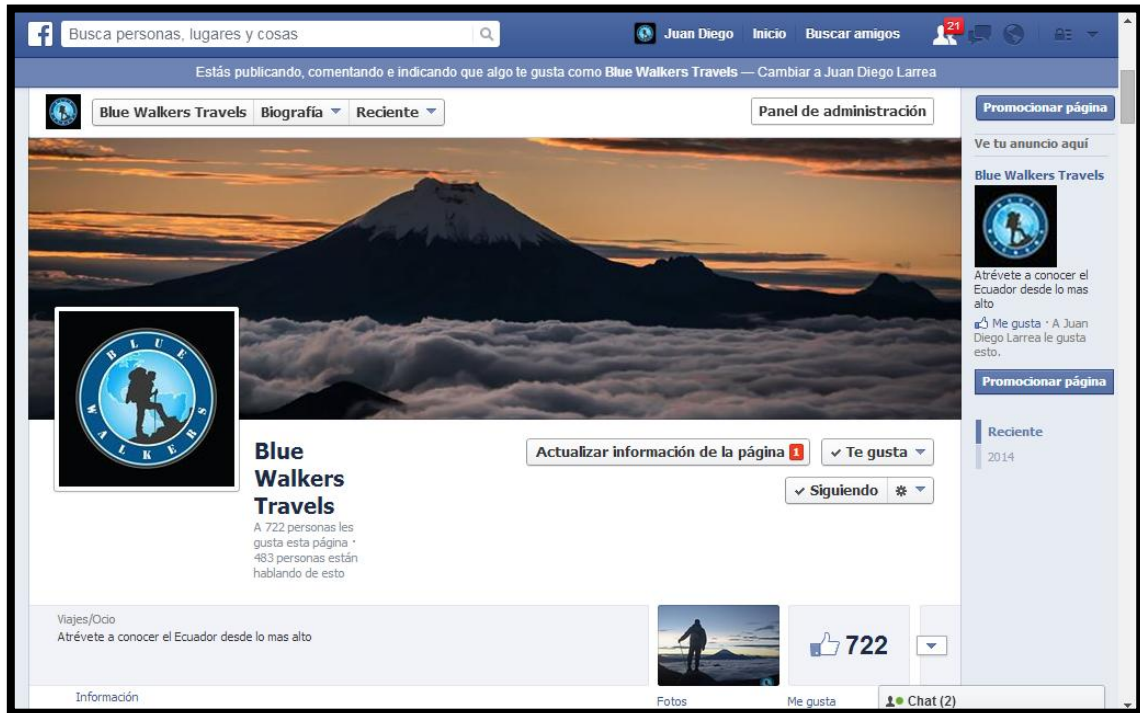 f
Busca personas, lugares y cosas
Juan Diego Inicio Buscar amigos 21
Estás publicando, comentando e indicando que algo te gusta como Blue Walkers Travels — Cambiar a Juan Diego Larrea
Blue Walkers Travels Biografía Reciente Panel de administración
Promocionar página
Ve tu anuncio aquí
Blue Walkers Travels
Atrévete a conocer el
Ecuador desde lo mas
alto
Me gusta · A Juan
Diego Larrea le gusta
esto.
Promocionar página
Reciente
2014
BLUE
WALKERS
Blue
Walkers
Travels
A 722 personas les
gusta esta página ·
483 personas están
hablando de esto
Actualizar información de la página 1 Te gusta
Siguiendo
Viajes/Ocio
Atrévete a conocer el Ecuador desde lo mas alto
Información
722
Fotos Me gusta
Chat (2)